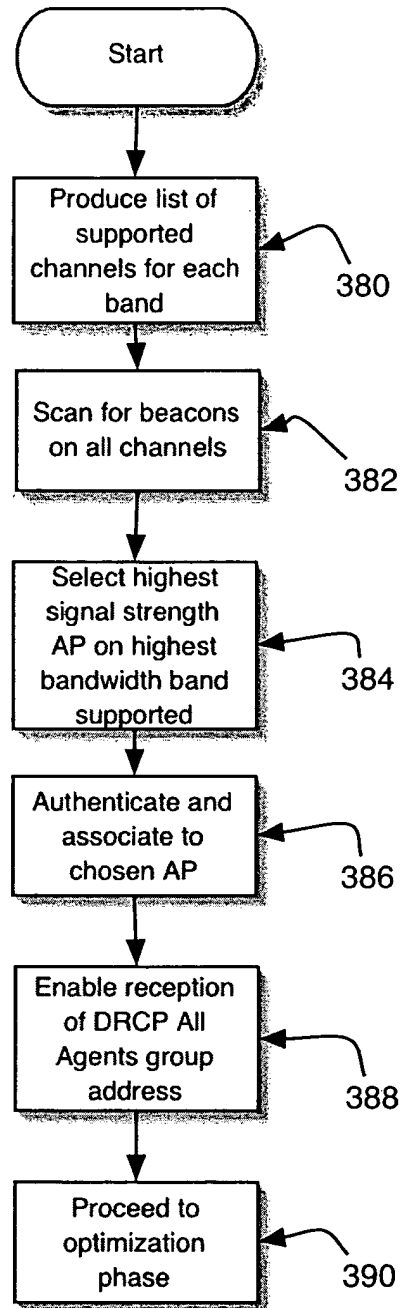 Start
Produce list of
supported
channels for each
band
380
Scan for beacons
on all channels
382
Select highest
signal strength
AP on highest
bandwidth band
supported
384
Authenticate and
associate to
chosen AP
386
Enable reception
of DRCP All
Agents group
address
388
Proceed to
optimization
phase
390